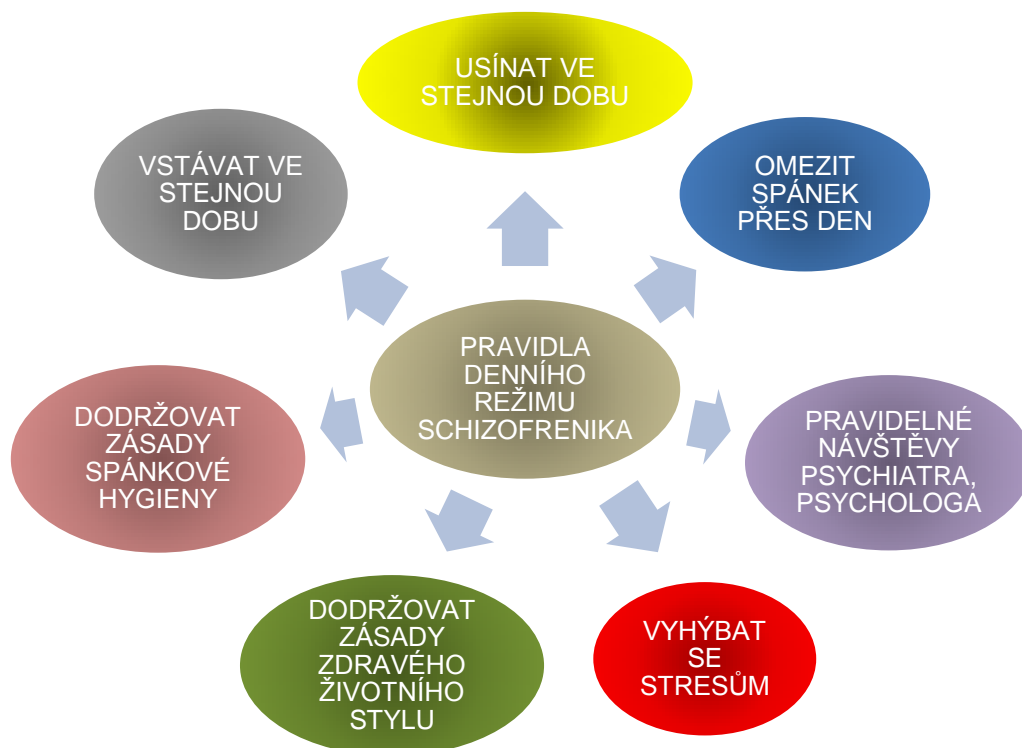 USÍNAT VE
STEJNOU DOBU
VSTÁVAT VE
STEJNOU
DOBU
OMEZIT
SPÁNEK
PŘES DEN
PRAVIDLA
DENNÍHO
REŽIMU
SCHIZOFRENIKA
DODRŽOVAT
ZÁSADY
SPÁNKOVÉ
HYGIENY
PRAVIDELNÉ
NÁVŠTĚVY
PSYCHIATRA,
PSYCHOLOGA
DODRŽOVAT
ZÁSADY
ZDRAVÉHO
ŽIVOTNÍHO
STYLU
VYHÝBAT
SE
STRESŮM